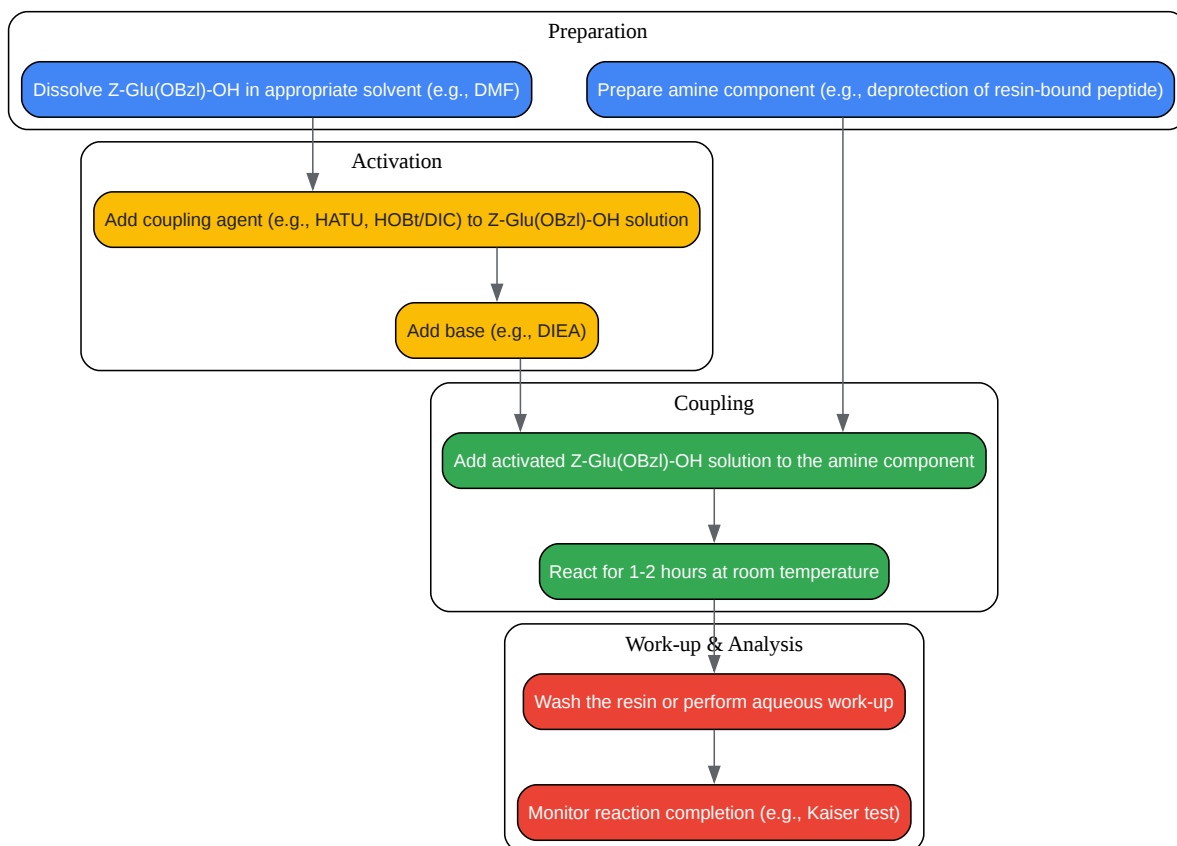 Preparation
Dissolve Z-Glu(OBzl)-OH in appropriate solvent (e.g., DMF)
Prepare amine component (e.g., deprotection of resin-bound peptide)
Activation
Add coupling agent (e.g., HATU, HOBt/DIC) to Z-Glu(OBzl)-OH solution
Add base (e.g., DIEA)
Coupling
Add activated Z-Glu(OBzl)-OH solution to the amine component
React for 1-2 hours at room temperature
Work-up & Analysis
Wash the resin or perform aqueous work-up
Monitor reaction completion (e.g., Kaiser test)